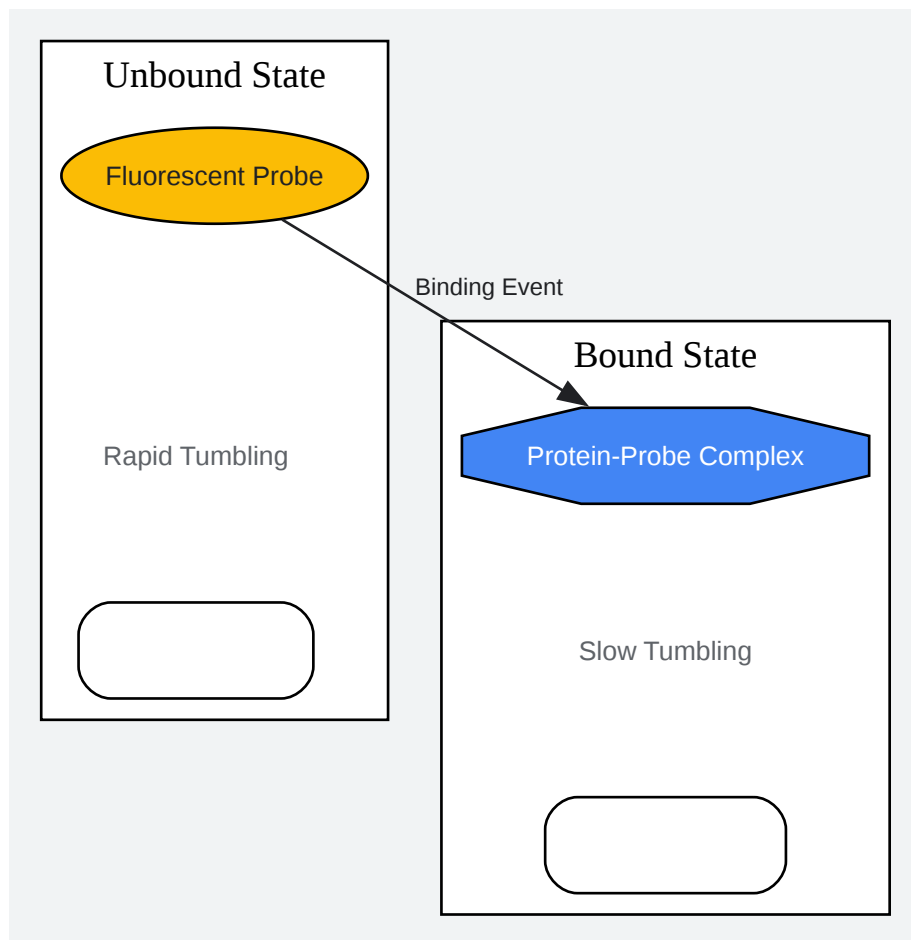 Unbound State
Fluorescent Probe
Rapid Tumbling
Binding Event
Bound State
Protein-Probe Complex
Slow Tumbling